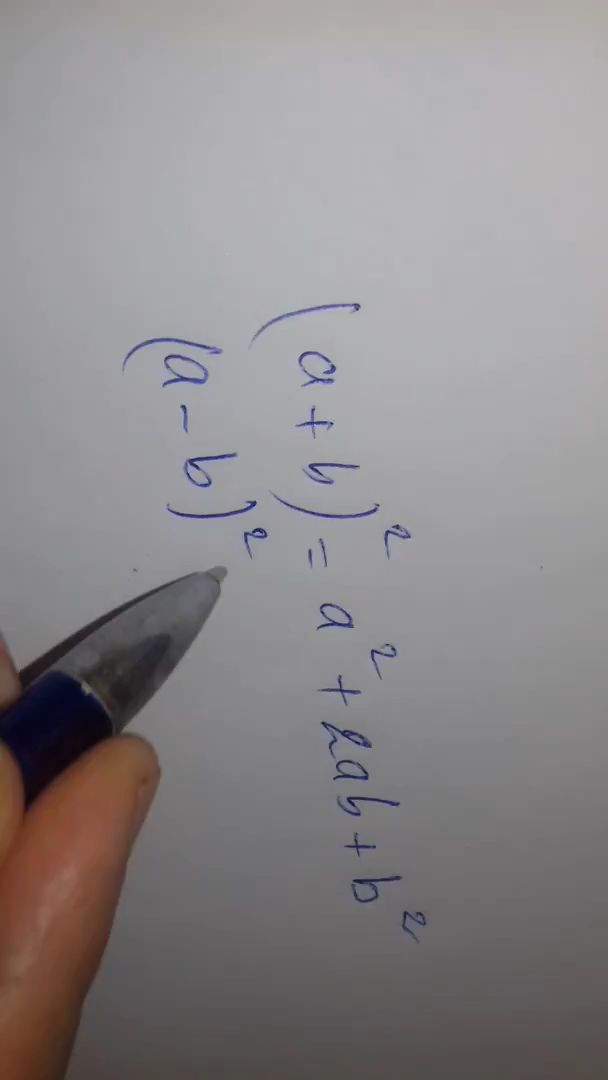 (a+b)² = a² + 2ab + b²
(a-b)²